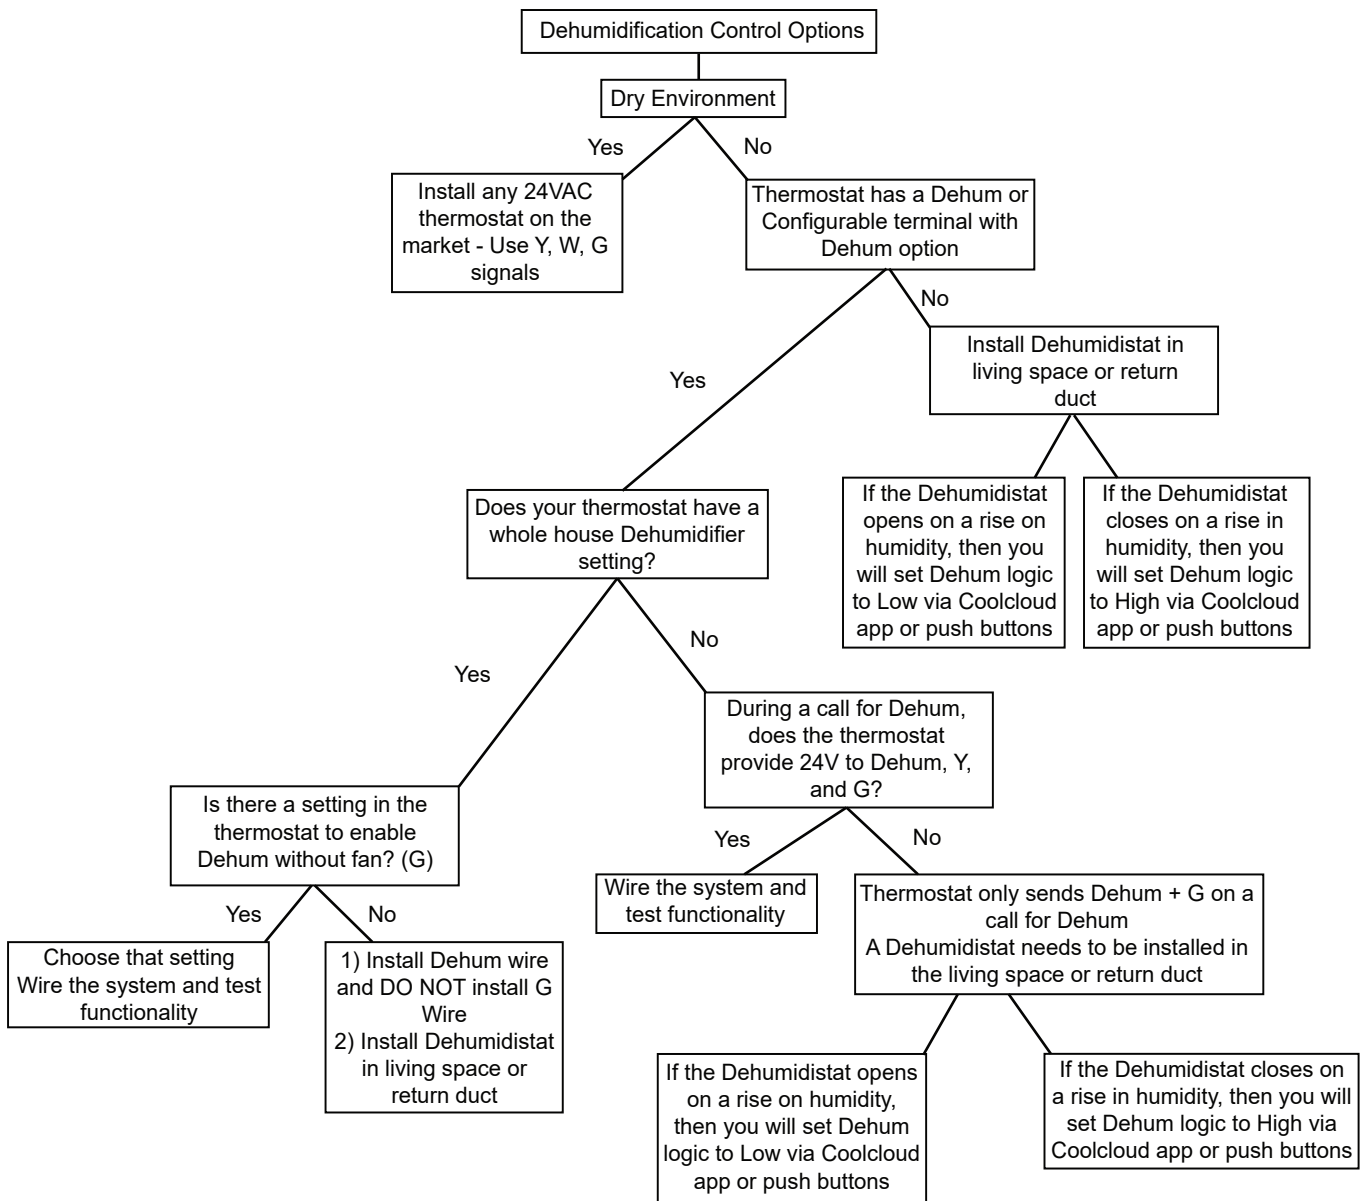 Dehumidification Control Options
Dry Environment
Yes
No
Install any 24VAC
thermostat on the
market - Use Y, W, G
signals
Thermostat has a Dehum or
Configurable terminal with
Dehum option
No
Install Dehumidistat in
living space or return
duct
Yes
If the Dehumidistat
opens on a rise on
humidity, then you
will set Dehum logic
to Low via Coolcloud
app or push buttons
If the Dehumidistat
closes on a rise in
humidity, then you
will set Dehum logic
to High via Coolcloud
app or push buttons
Does your thermostat have a
whole house Dehumidifier
setting?
No
Yes
During a call for Dehum,
does the thermostat
provide 24V to Dehum, Y,
and G?
Is there a setting in the
thermostat to enable
Dehum without fan? (G)
Yes
No
Wire the system and
test functionality
Thermostat only sends Dehum + G on a
call for Dehum
A Dehumidistat needs to be installed in
the living space or return duct
Yes
No
Choose that setting
Wire the system and test
functionality
1) Install Dehum wire
and DO NOT install G
Wire
2) Install Dehumidistat
in living space or
return duct
If the Dehumidistat opens
on a rise on humidity,
then you will set Dehum
logic to Low via Coolcloud
app or push buttons
If the Dehumidistat closes on
a rise in humidity, then you will
set Dehum logic to High via
Coolcloud app or push buttons